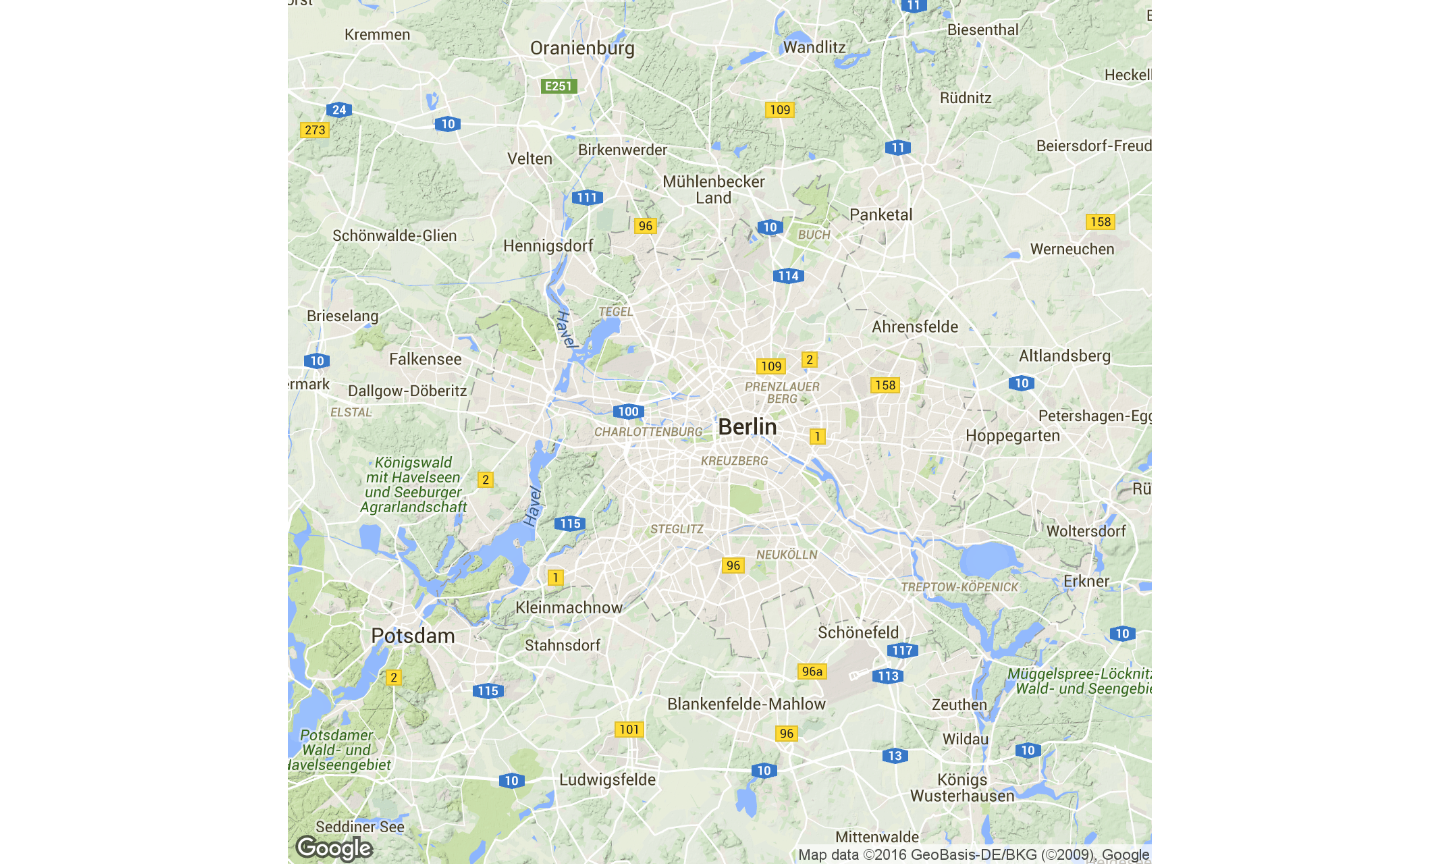 11
Biesenthal
Kremmen
Oranienburg
Wandlitz
Heckell
E251
Rüdnitz
24
10
109
273
11
Beiersdorf-Freud
Birkenwerder
Velten
Mühlenbecker
Land
111
Panketal
96
10
158
BUCH
Schönwalde-Glien
Hennigsdorf
Werneuchen
114
TEGEL
Brieselang
Havel
Ahrensfelde
Falkensee
10
109
2
Altlandsberg
ermark
Dallgow-Döberitz
PRENZLAUER
BERG
158
10
ELSTAL
100
Petershagen-Egg
CHARLOTTENBURG
Berlin
1
Hoppegarten
KREUZBERG
Königswald
mit Havelseen
und Seeburger
Agrarlandschaft
2
Rü
Havel
115
STEGLITZ
Woltersdorf
NEUKÖLLN
96
1
TREPTOW-KÖPENICK
Erkner
Kleinmachnow
Potsdam
Schönefeld
10
Stahnsdorf
117
2
96a
113
Müggelspree-Löcknitz
Wald- und Seengebie
115
Blankenfelde-Mahlow
Zeuthen
101
96
Potsdamer
Wald- und
Havelseengebiet
Wildau
13
10
10
Ludwigsfelde
10
Königs
Wusterhausen
Seddiner See
Mittenwalde
Google
Map data ©2016 GeoBasis-DE/BKG (©2009), Google